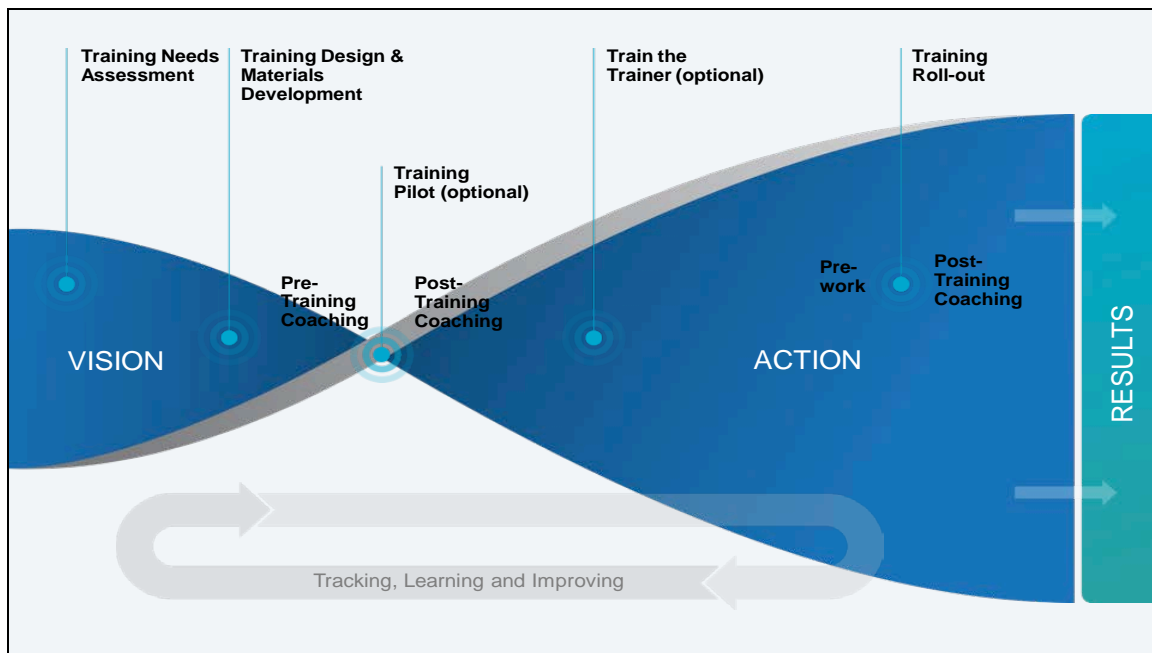 Training Needs
Assessment
Training Design &
Materials
Development
Train the
Trainer (optional)
Training
Roll-out
Training
Pilot (optional)
Pre-
Training
Coaching
Post-
Training
Coaching
Pre-
work
Post-
Training
Coaching
VISION
ACTION
RESULTS
Tracking, Learning and Improving